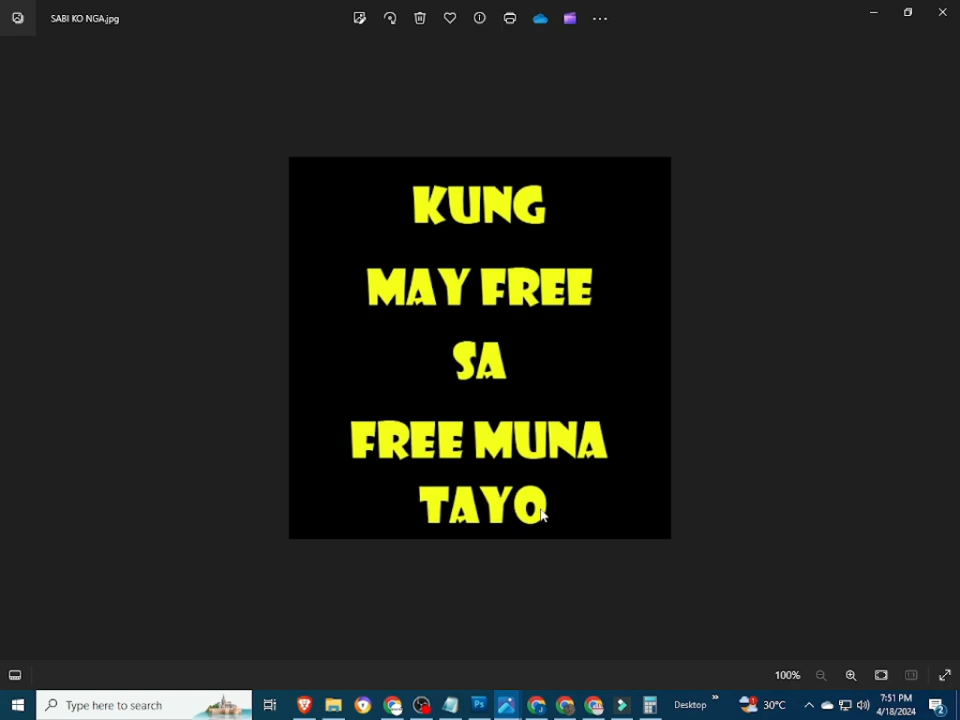 SABI KO NGA.jpg
KUNG
MAY FREE
SA
FREE MUNA
TAYO
100%
Type here to search
Desktop
30°C
7:51 PM
4/18/2024
2